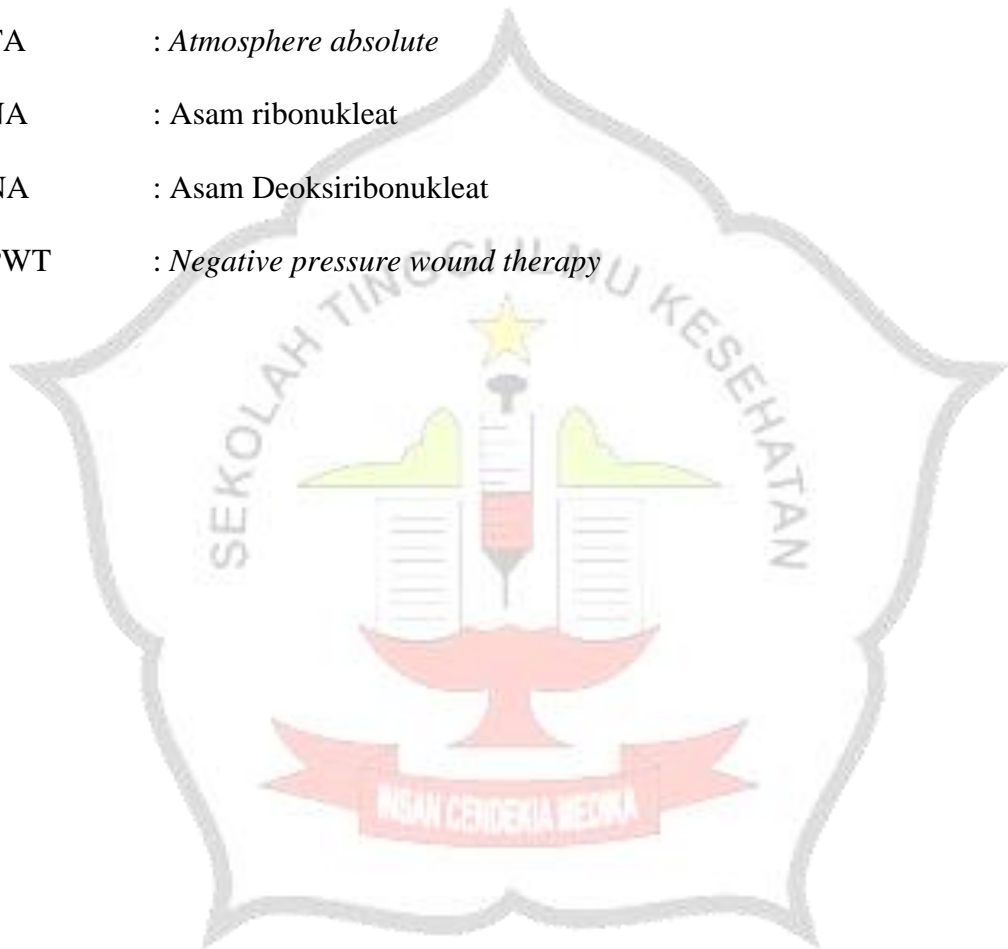 TA : Atmosphere absolute
NA : Asam ribonukleat
NA : Asam Deoksiribonukleat
PWT : Negative pressure wound therapy
SEKOLAH TINGGI ILMU KESEHATAN
INSAN CENDEKIA MEDIKA